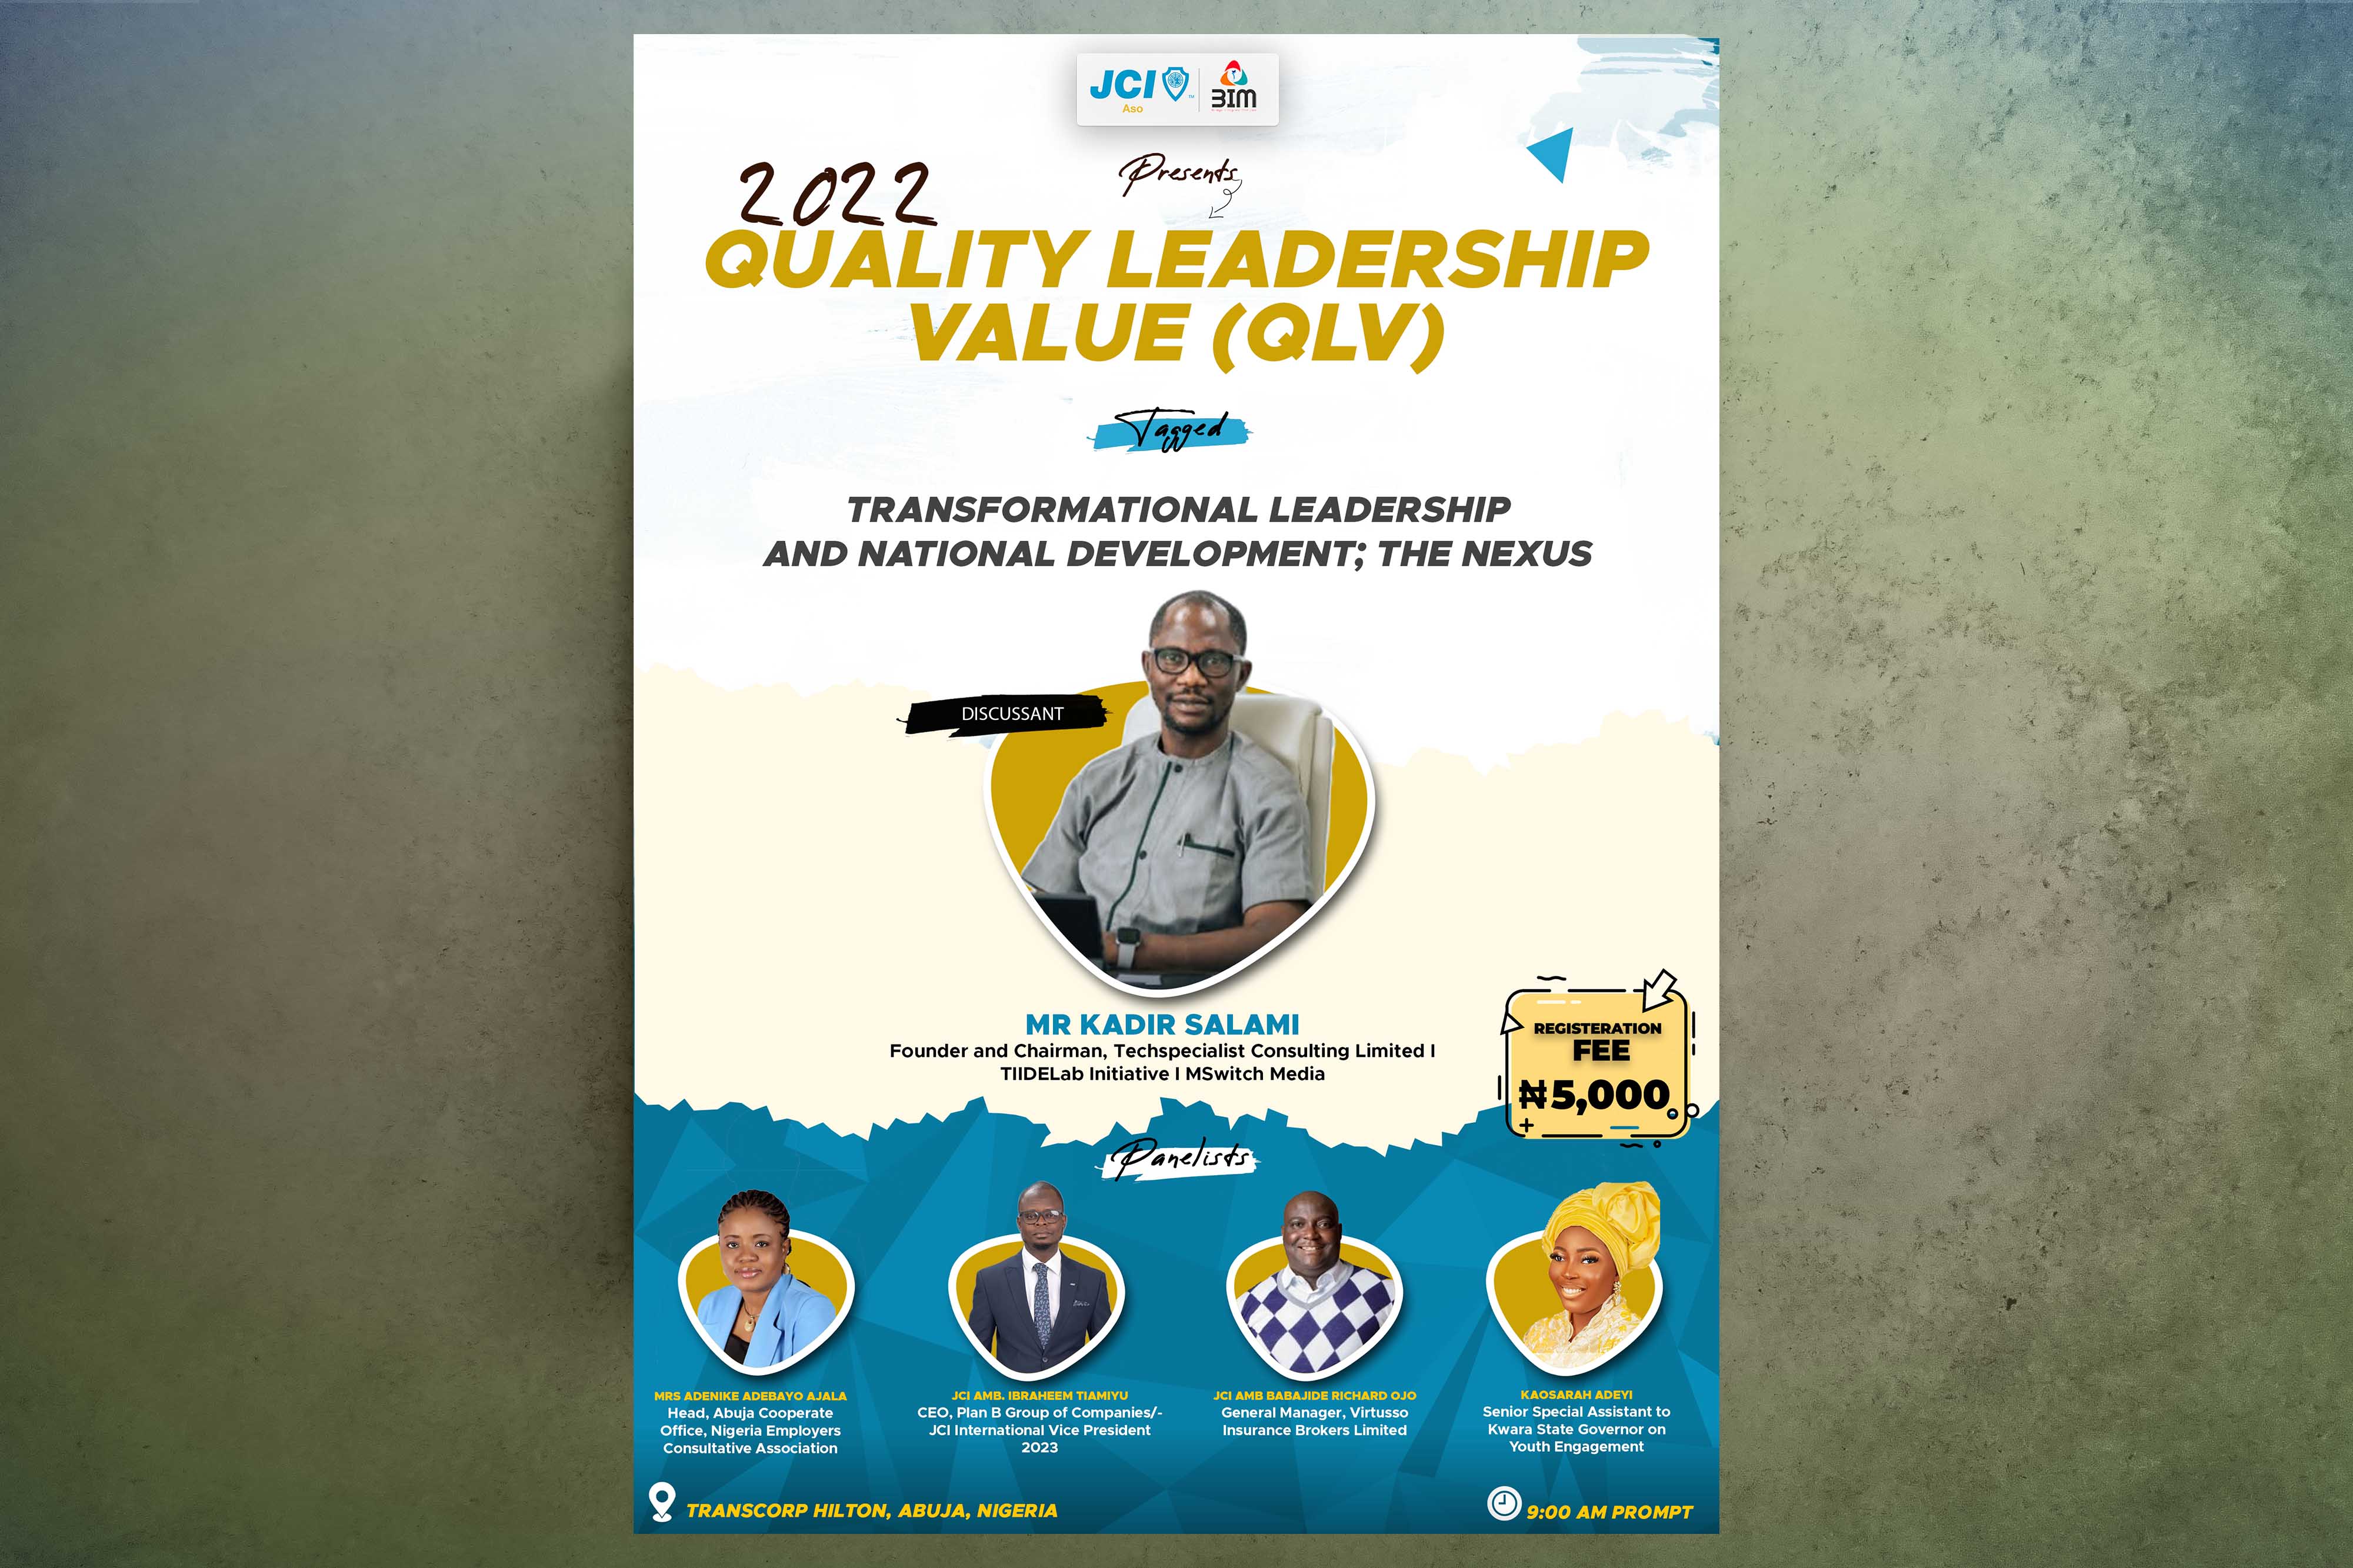 JCI
Aso
BIM
Presents
2022
QUALITY LEADERSHIP
VALUE (QLV)
Tagged
TRANSFORMATIONAL LEADERSHIP
AND NATIONAL DEVELOPMENT; THE NEXUS
DISCUSSANT
MR KADIR SALAMI
Founder and Chairman, Techspecialist Consulting Limited I
TIIDELab Initiative I MSwitch Media
REGISTERATION
FEE
₦5,000
Panelists
MRS ADENIKE ADEBAYO AJALA
Head, Abuja Cooperate
Office, Nigeria Employers
Consultative Association
JCI AMB. IBRAHEEM TIAMIYU
CEO, Plan B Group of Companies/-
JCI International Vice President
2023
JCI AMB BABAJIDE RICHARD OJO
General Manager, Virtusso
Insurance Brokers Limited
KAOSARAH ADEYI
Senior Special Assistant to
Kwara State Governor on
Youth Engagement
TRANSCORP HILTON, ABUJA, NIGERIA
9:00 AM PROMPT